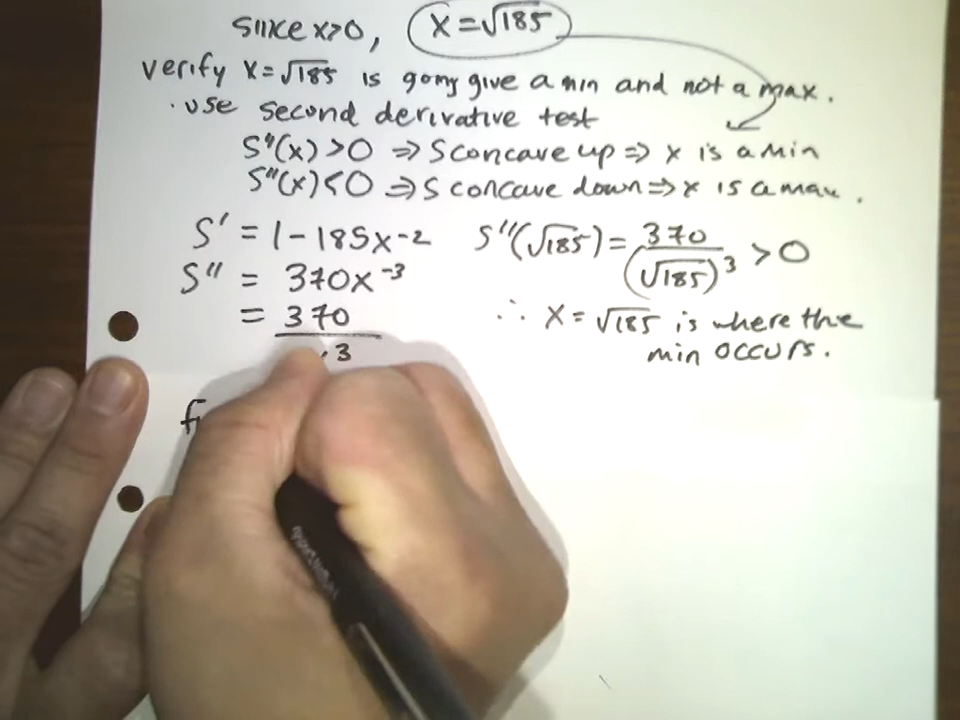 since x>0, x=√185
verify x=√185 is going give a min and not a max.
· use second derivative test
S"(x)>0 ⇒ S concave up ⇒ x is a min
S"(x)<0 ⇒ S concave down ⇒ x is a max.
S' = 1-185x^-2
S'' = 370x^-3
= 370
3
S''(√185) = 370/(√185)^3 > 0
∴ x=√185 is where the
min occurs.